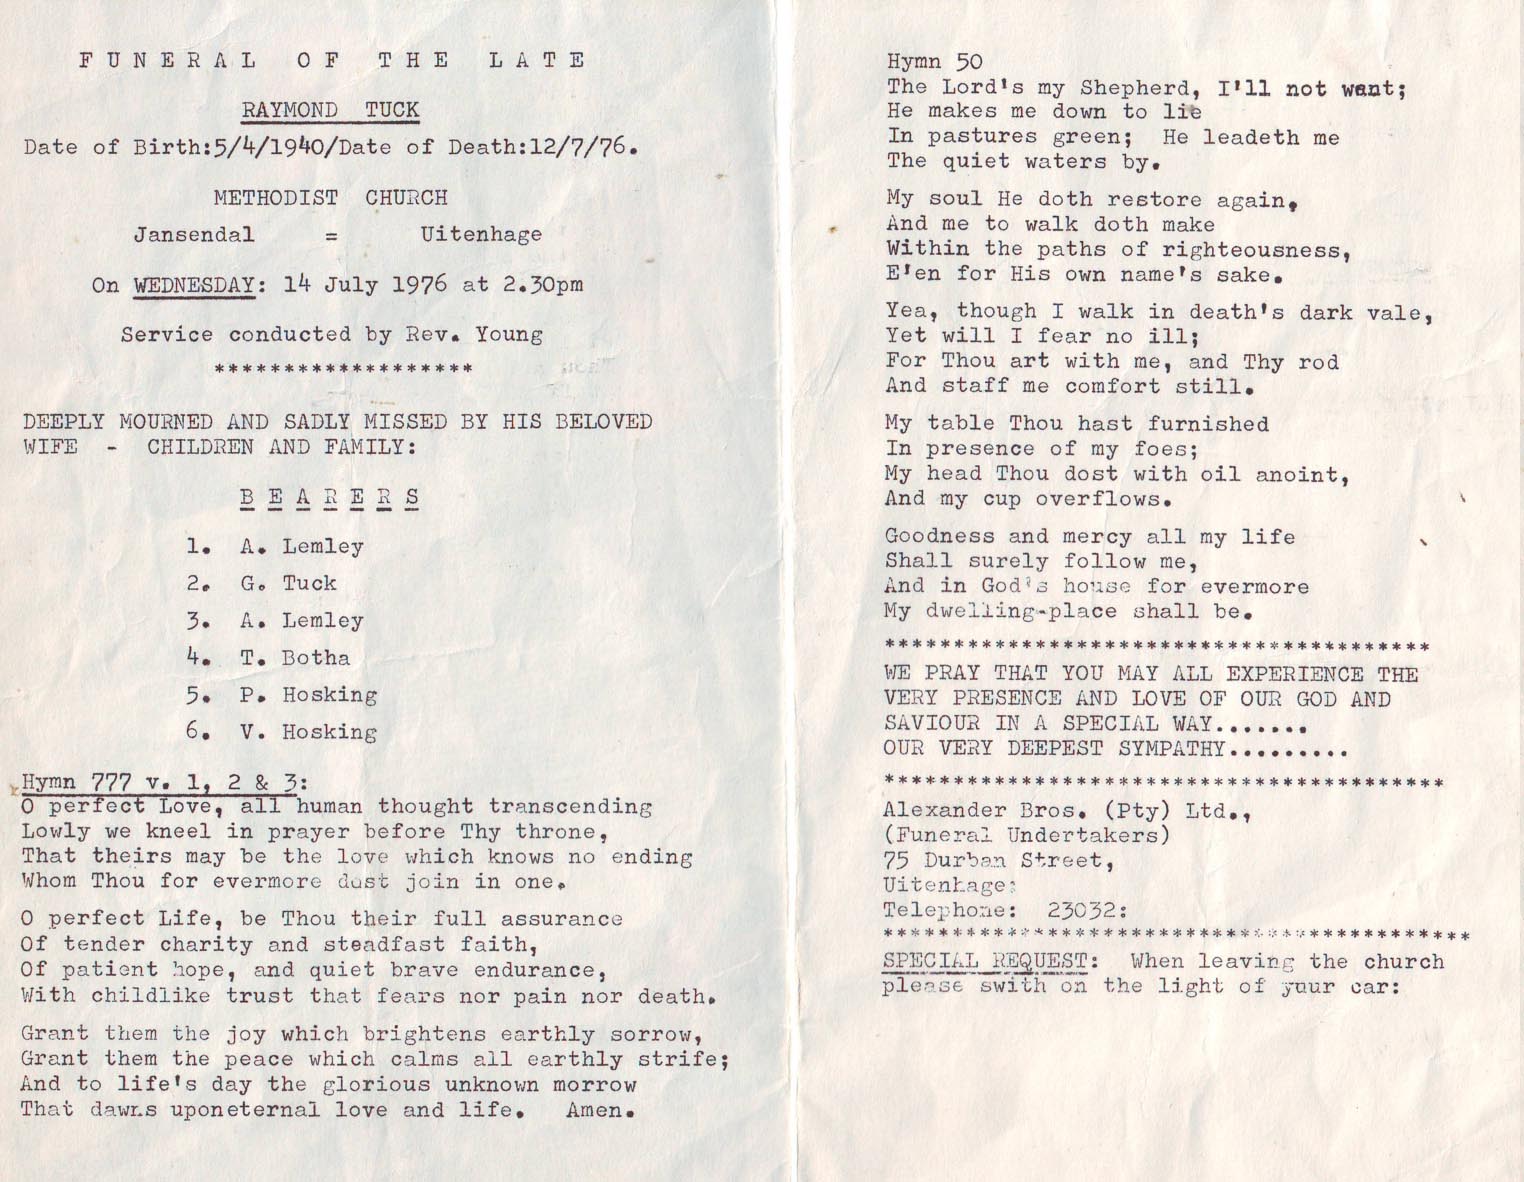 FUNERAL OF THE LATE
RAYMOND TUCK
Date of Birth:5/4/1940/Date of Death:12/7/76.
METHODIST CHURCH
Jansendal = Uitenhage
On WEDNESDAY: 14 July 1976 at 2.30pm
Service conducted by Rev. Young
*******************
DEEPLY MOURNED AND SADLY MISSED BY HIS BELOVED
WIFE - CHILDREN AND FAMILY:
BEARERS
1. A. Lemley
2. G. Tuck
3. A. Lemley
4. T. Botha
5. P. Hosking
6. V. Hosking
Hymn 777 v. 1, 2 & 3:
O perfect Love, all human thought transcending
Lowly we kneel in prayer before Thy throne,
That theirs may be the love which knows no ending
Whom Thou for evermore dost join in one.
O perfect Life, be Thou their full assurance
Of tender charity and steadfast faith,
Of patient hope, and quiet brave endurance,
With childlike trust that fears nor pain nor death.
Grant them the joy which brightens earthly sorrow,
Grant them the peace which calms all earthly strife;
And to life's day the glorious unknown morrow
That dawns uponeternal love and life. Amen.
Hymn 50
The Lord's my Shepherd, I'll not want;
He makes me down to lie
In pastures green; He leadeth me
The quiet waters by.
My soul He doth restore again,
And me to walk doth make
Within the paths of righteousness,
E'en for His own name's sake.
Yea, though I walk in death's dark vale,
Yet will I fear no ill;
For Thou art with me, and Thy rod
And staff me comfort still.
My table Thou hast furnished
In presence of my foes;
My head Thou dost with oil anoint,
And my cup overflows.
Goodness and mercy all my life
Shall surely follow me,
And in God's house for evermore
My dwelling-place shall be.
****************************************
WE PRAY THAT YOU MAY ALL EXPERIENCE THE
VERY PRESENCE AND LOVE OF OUR GOD AND
SAVIOUR IN A SPECIAL WAY.......
OUR VERY DEEPEST SYMPATHY.........
*****************************************
Alexander Bros. (Pty) Ltd.,
(Funeral Undertakers)
75 Durban Street,
Uitenhage:
Telephone: 23032:
*******************************************
SPECIAL REQUEST: When leaving the church
please swith on the light of your car: